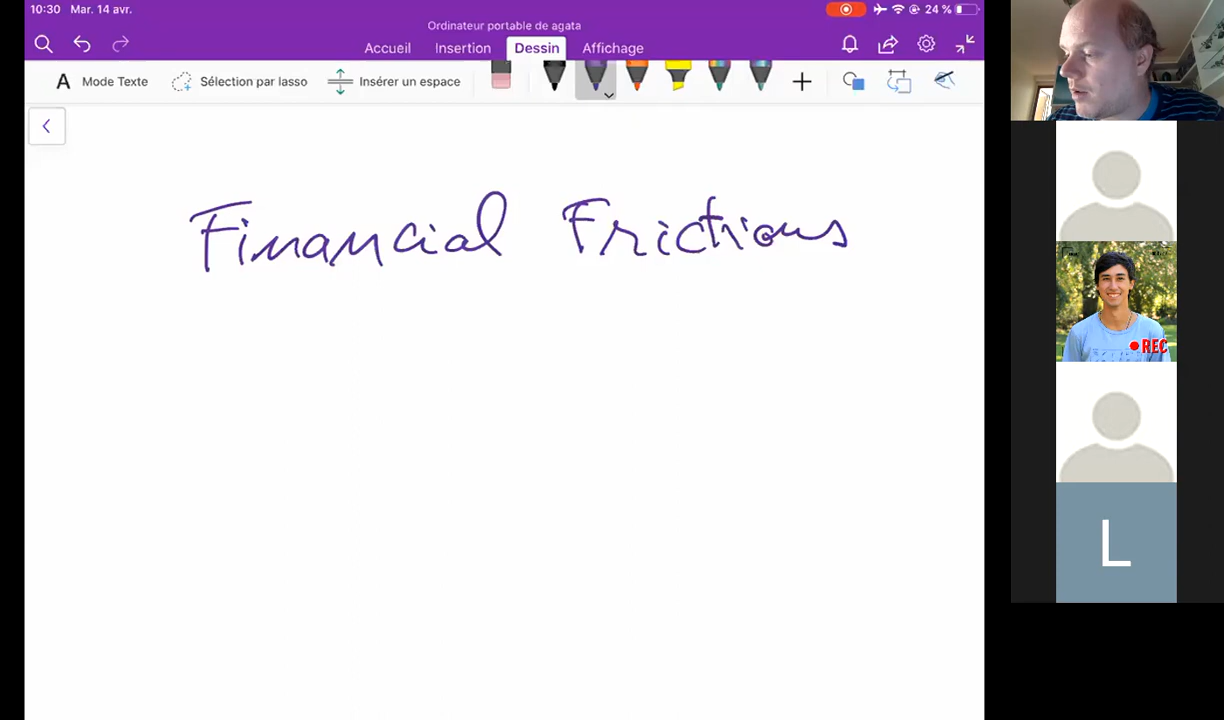 10:30 Mar. 14 avr.
24 %
Ordinateur portable de agata
Accueil Insertion Dessin Affichage
A Mode Texte Sélection par lasso Insérer un espace
Financial Frictions
REC
L